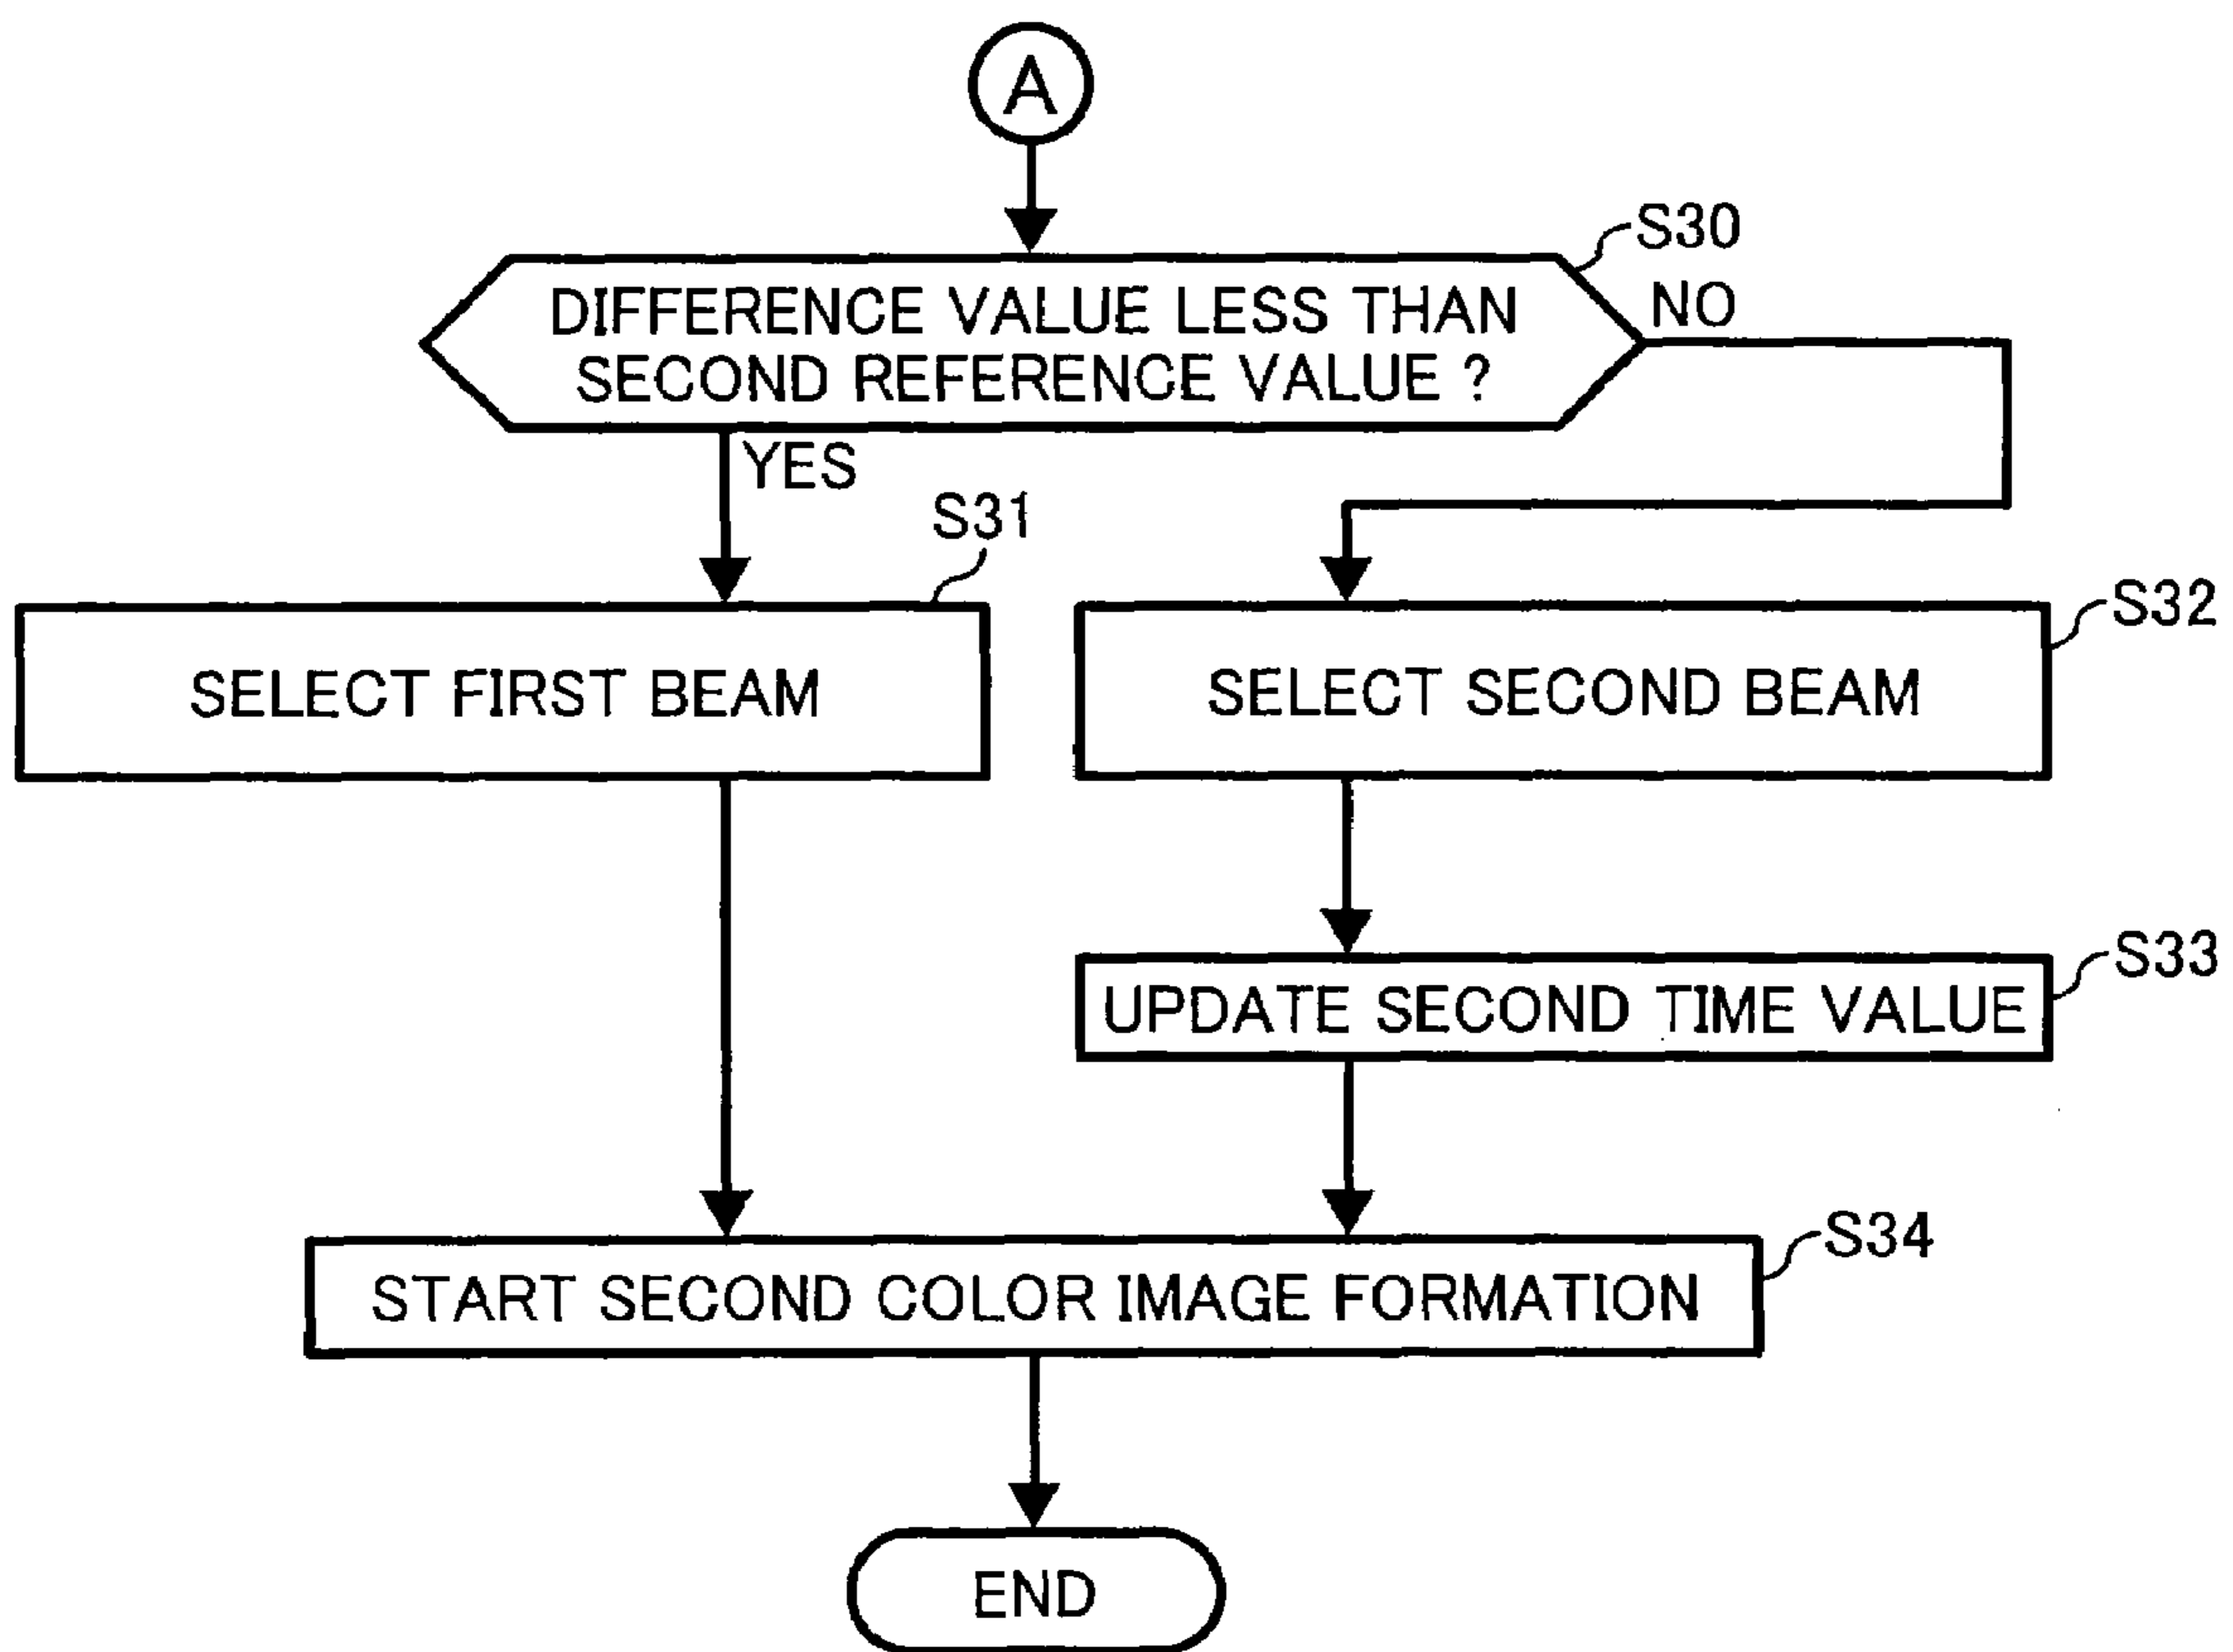 A
S30
DIFFERENCE VALUE LESS THAN
SECOND REFERENCE VALUE ?
NO
YES
S31
SELECT FIRST BEAM
S32
SELECT SECOND BEAM
S33
UPDATE SECOND TIME VALUE
S34
START SECOND COLOR IMAGE FORMATION
END